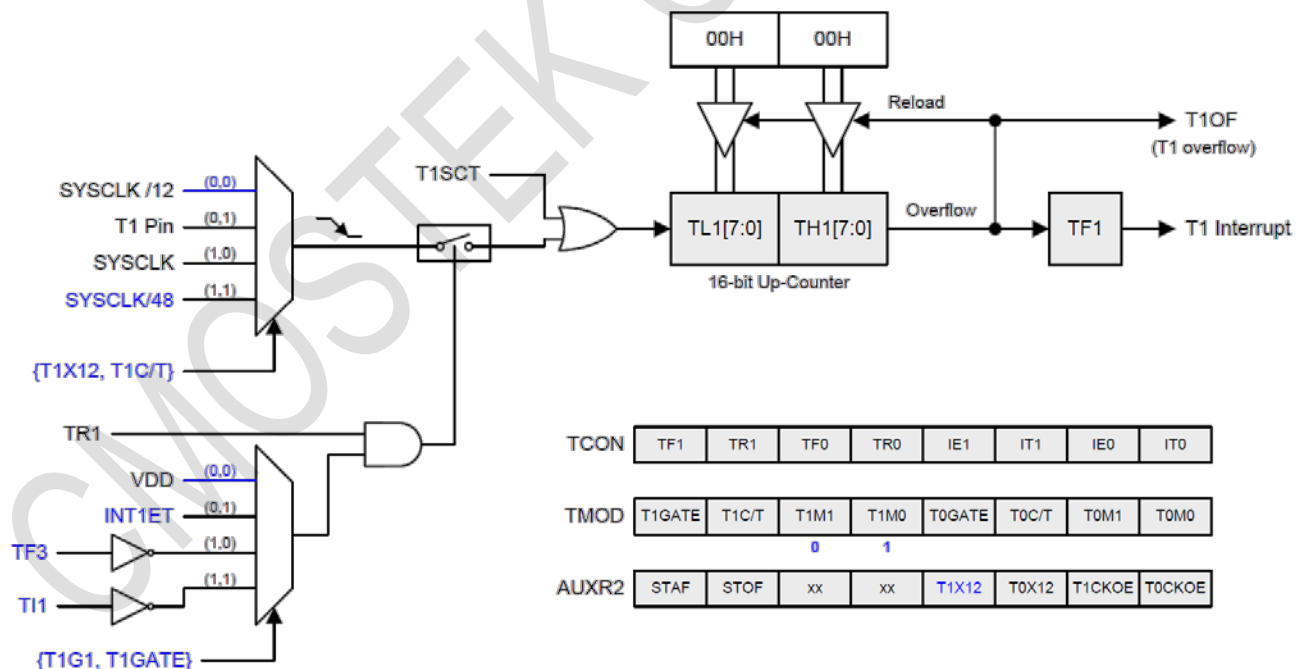 00H 00H
Reload
T1OF
(T1 overflow)
T1SCT
SYSCLK /12 (0,0)
T1 Pin (0,1)
SYSCLK (1,0)
SYSCLK/48 (1,1)
TL1[7:0] TH1[7:0] Overflow TF1 T1 Interrupt
16-bit Up-Counter
{T1X12, T1C/T}
TR1
VDD (0,0)
INT1ET (0,1)
TF3 (1,0)
TI1 (1,1)
{T1G1, T1GATE}
TCON TF1 TR1 TF0 TR0 IE1 IT1 IE0 IT0
TMOD T1GATE T1C/T T1M1 T1M0 T0GATE T0C/T T0M1 T0M0
0 1
AUXR2 STAF STOF xx xx T1X12 T0X12 T1CKOE T0CKOE
CMOSTEK